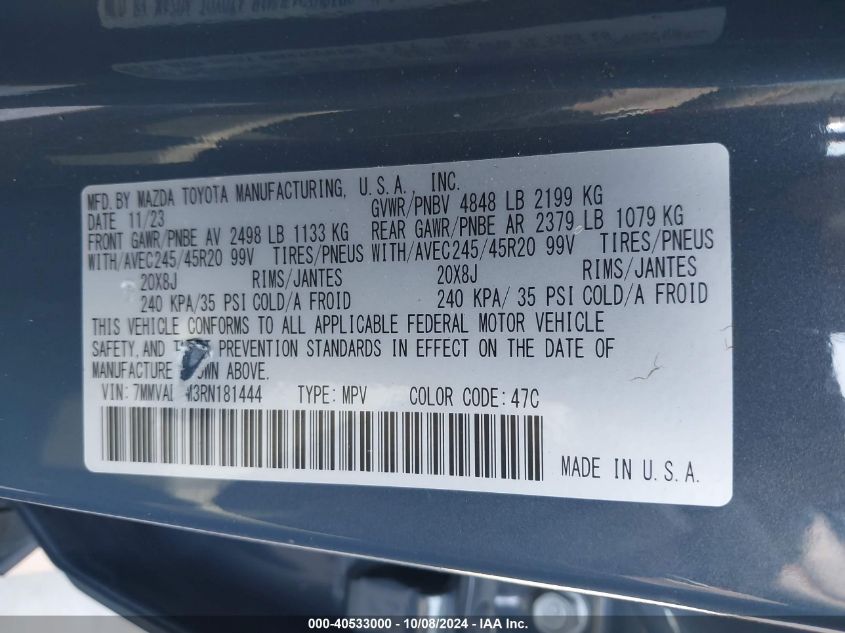 MFD. BY MAZDA TOYOTA MANUFACTURING, U.S.A., INC.
DATE 11/23
GVWR/PNBV 4848 LB 2199 KG
FRONT GAWR/PNBE AV 2498 LB 1133 KG
REAR GAWR/PNBE AR 2379 LB 1079 KG
WITH/AVEC245/45R20 99V TIRES/PNEUS
WITH/AVEC245/45R20 99V TIRES/PNEUS
20X8J RIMS/JANTES
20X8J RIMS/JANTES
240 KPA/35 PSI COLD/A FROID
240 KPA/ 35 PSI COLD/A FROID
THIS VEHICLE CONFORMS TO ALL APPLICABLE FEDERAL MOTOR VEHICLE
SAFETY, AND PREVENTION STANDARDS IN EFFECT ON THE DATE OF
MANUFACTURE ABOVE.
VIN: TYPE: MPV COLOR CODE: 47C
MADE IN U.S.A.
000-40533000 - 10/08/2024 - IAAI.com